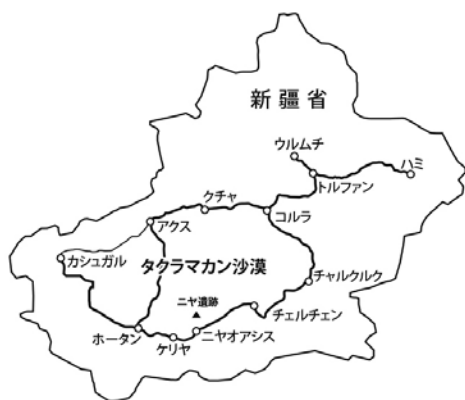 新疆省
ウルムチ
ハミ
トルファン
クチャ
コルラ
アクス
カシュガル
タクラマカン沙漠
チャルクルク
ニヤ遺跡
チェルチェン
ホータン
ニヤオアシス
ケリヤ